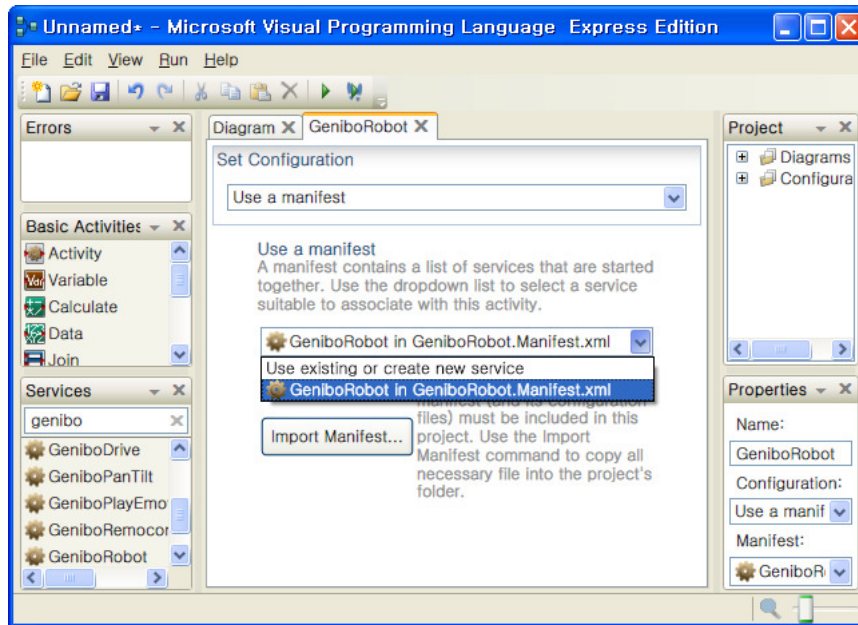 Unnamed* - Microsoft Visual Programming Language Express Edition
File Edit View Run Help
Errors
Basic Activities
Activity
Variable
Calculate
Data
Join
Services
genibo
GeniboDrive
GeniboPanTilt
GeniboPlayEmo
GeniboRemocor
GeniboRobot
Diagram
GeniboRobot
Set Configuration
Use a manifest
Use a manifest
A manifest contains a list of services that are started
together. Use the dropdown list to select a service
suitable to associate with this activity.
GeniboRobot in GeniboRobot.Manifest.xml
Use existing or create new service
GeniboRobot in GeniboRobot.Manifest.xml
Import Manifest...
manifest (and its configuration
files) must be included in this
project. Use the Import
Manifest command to copy all
necessary file into the project's
folder.
Project
Diagrams
Configura
Properties
Name:
GeniboRobot
Configuration:
Use a manif
Manifest:
GeniboR